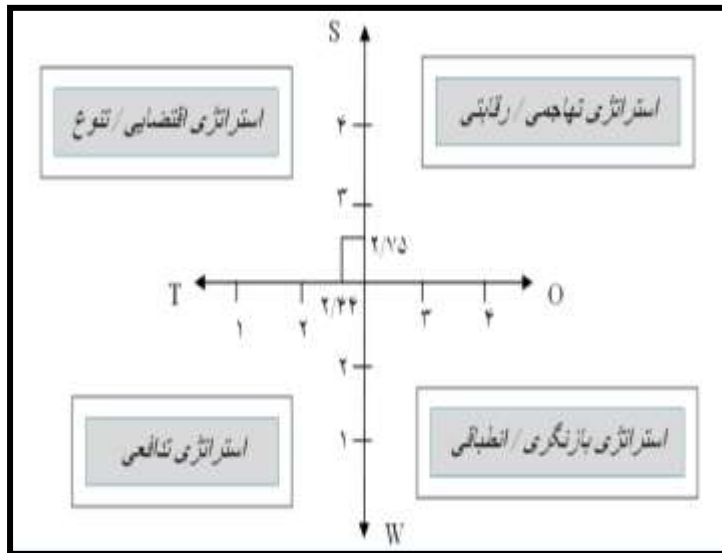 S
استراتژی تهاجمی / رقابتی
استراتژی اقتضایی / تنوع
۴
۳
۲/۷۵
T
O
۲/۴۴
۱
۲
۳
۴
۲
۱
استراتژی بازنگری / انطباقی
استراتژی تدافعی
W